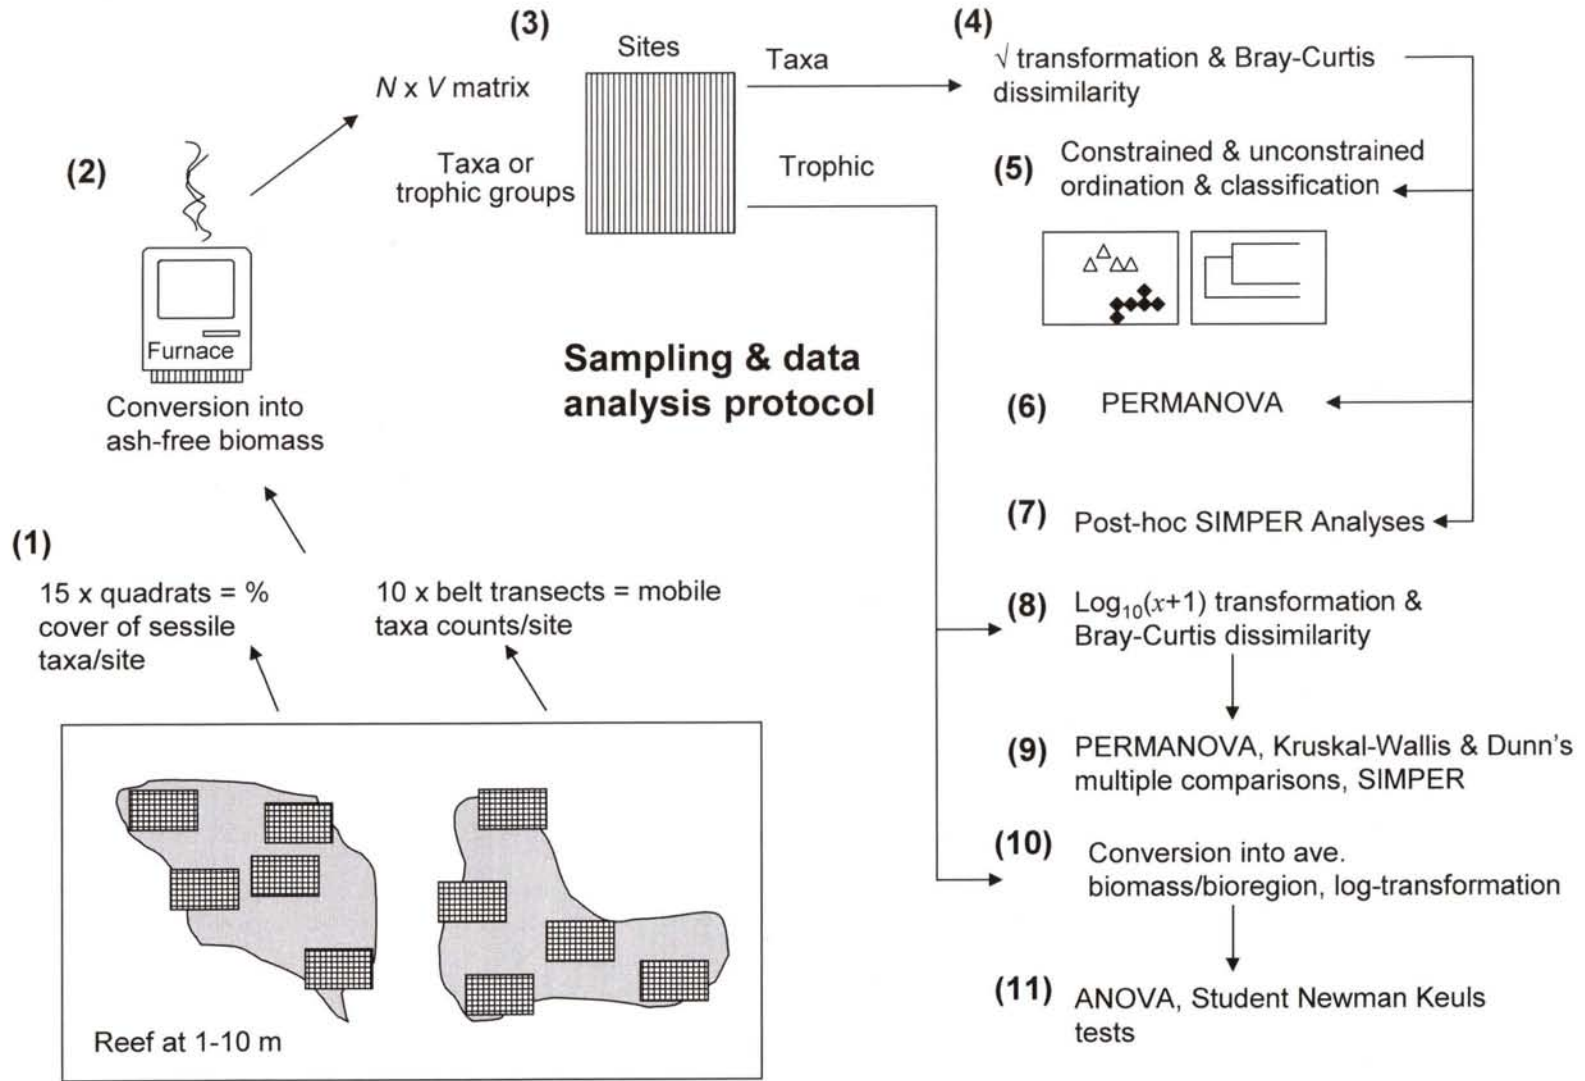 (1)
15 x quadrats = %
cover of sessile
taxa/site
10 x belt transects = mobile
taxa counts/site
Reef at 1-10 m
(2)
Furnace
Conversion into
ash-free biomass
(3)
Sites
N x V matrix
Taxa or
trophic groups
Taxa
Trophic
Sampling & data
analysis protocol
(4)
√ transformation & Bray-Curtis
dissimilarity
(5)
Constrained & unconstrained
ordination & classification
(6)
PERMANOVA
(7)
Post-hoc SIMPER Analyses
(8)
Log₁₀(x+1) transformation &
Bray-Curtis dissimilarity
(9)
PERMANOVA, Kruskal-Wallis & Dunn's
multiple comparisons, SIMPER
(10)
Conversion into ave.
biomass/bioregion, log-transformation
(11)
ANOVA, Student Newman Keuls
tests